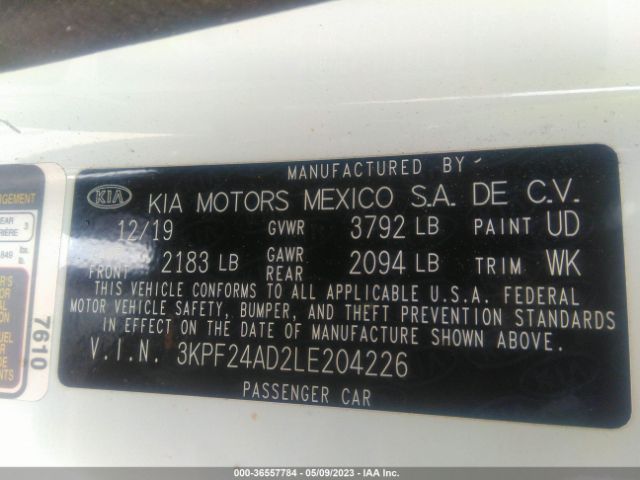 MANUFACTURED BY
KIA KIA MOTORS MEXICO S.A. DE C.V.
12/19 GVWR 3792 LB PAINT UD
FRONT 2183 LB GAWR REAR 2094 LB TRIM WK
THIS VEHICLE CONFORMS TO ALL APPLICABLE U.S.A. FEDERAL
MOTOR VEHICLE SAFETY, BUMPER, AND THEFT PREVENTION STANDARDS
IN EFFECT ON THE DATE OF MANUFACTURE SHOWN ABOVE.
V.I.N. 3KPF24AD2LE204226
PASSENGER CAR
7610
000-36557784 - 05/09/2023 - IAA Inc.